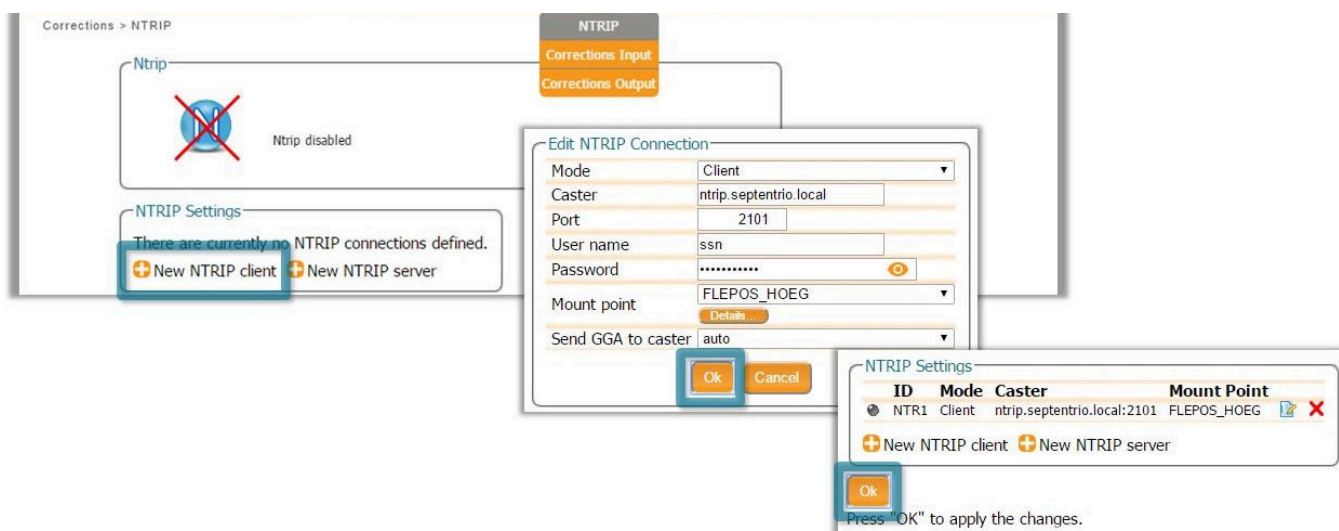 Corrections > NTRIP
NTRIP
Corrections Input
Corrections Output
Ntrip
N
Ntrip disabled
NTRIP Settings
There are currently no NTRIP connections defined.
New NTRIP client New NTRIP server
Edit NTRIP Connection
Mode Client
Caster ntrip.septentrio.local
Port 2101
User name ssn
Password •••••••••••
Mount point FLEPOS_HOEG
Details...
Send GGA to caster auto
Ok Cancel
NTRIP Settings
ID Mode Caster Mount Point
NTR1 Client ntrip.septentrio.local:2101 FLEPOS_HOEG
New NTRIP client New NTRIP server
Ok
Press "OK" to apply the changes.